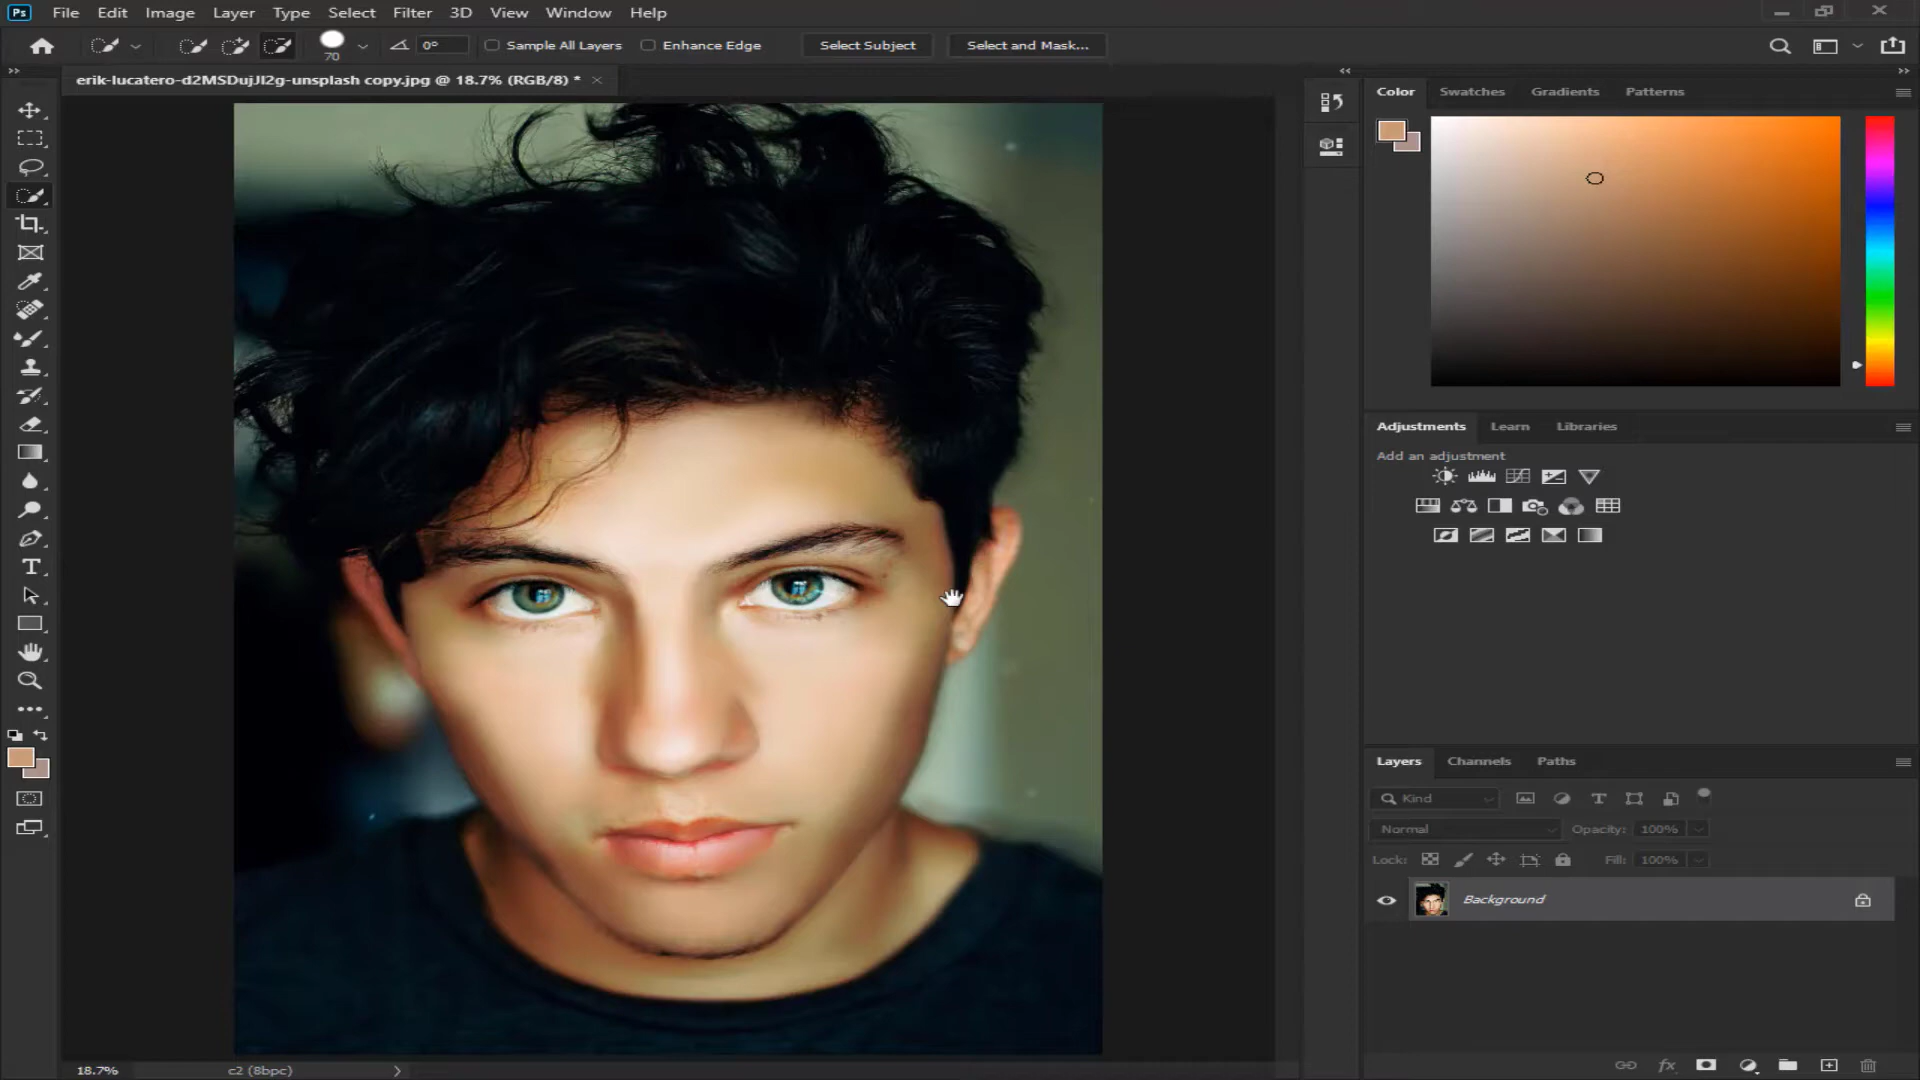 Ps File Edit Image Layer Type Select Filter 3D View Window Help
70 0° Sample All Layers Enhance Edge Select Subject Select and Mask...
erik-lucatero-d2MSDujJl2g-unsplash copy.jpg @ 18.7% (RGB/8) * ×
Color Swatches Gradients Patterns
Adjustments Learn Libraries
Add an adjustment
Layers Channels Paths
Kind
Normal Opacity: 100%
Lock: Fill: 100%
Background
fx
18.7% c2 (8bpc)